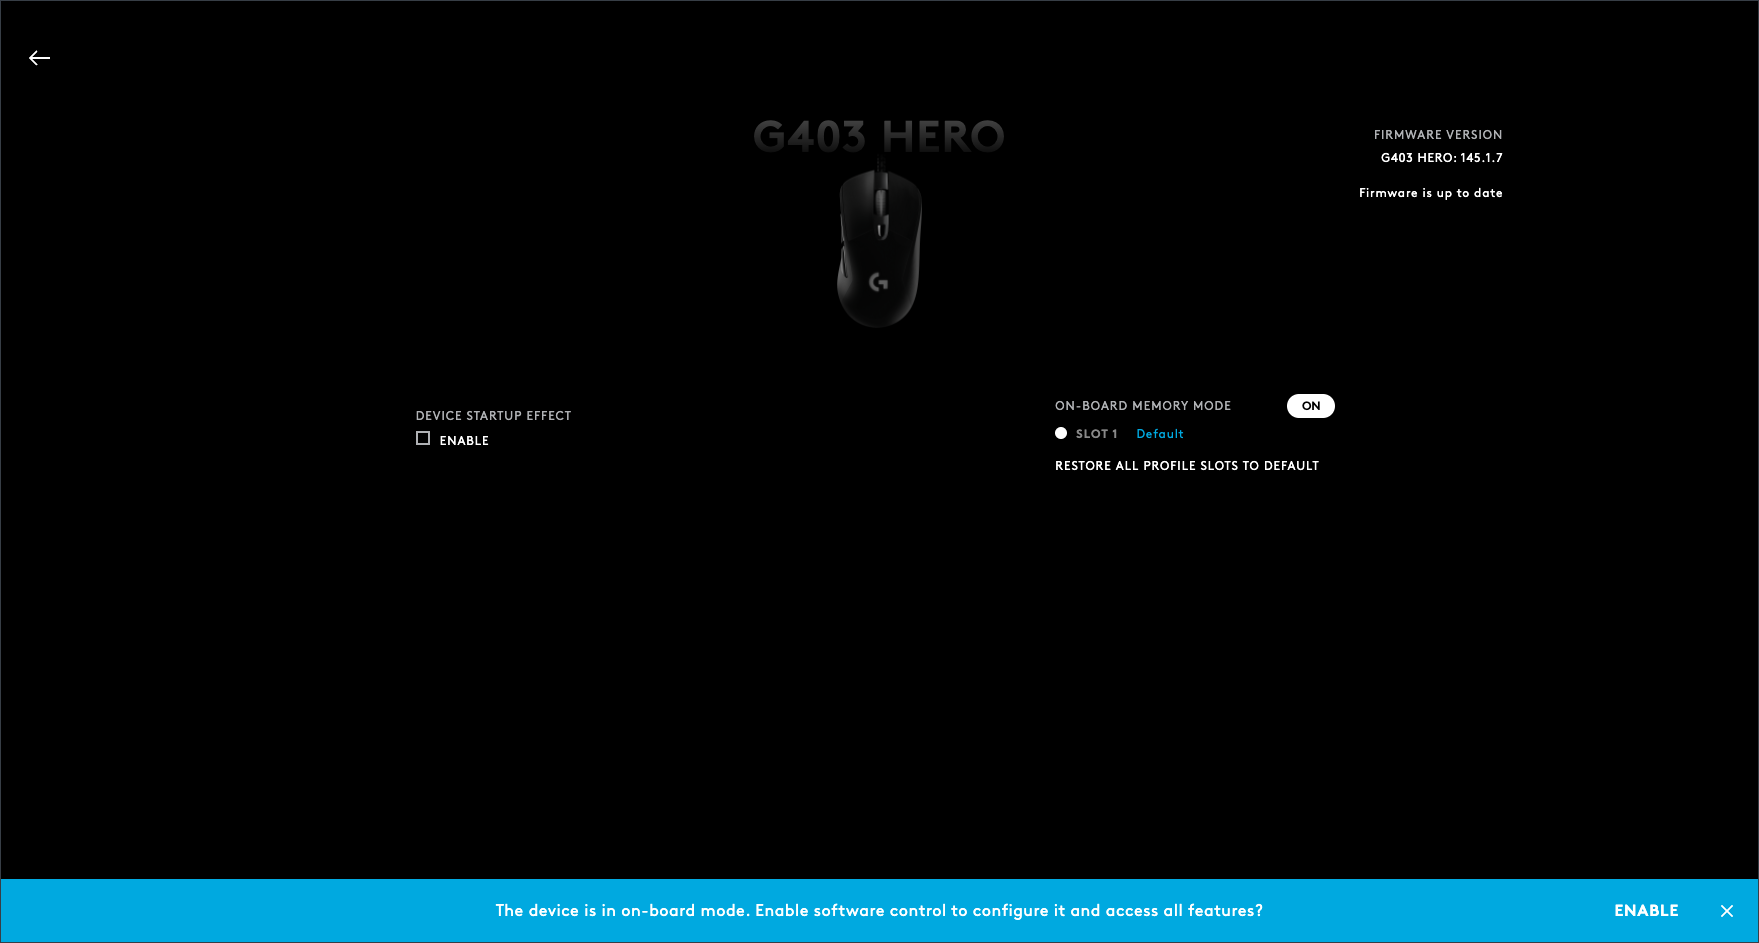 G403 HERO
FIRMWARE VERSION
G403 HERO: 145.1.7
Firmware is up to date
DEVICE STARTUP EFFECT
ENABLE
ON-BOARD MEMORY MODE ON
SLOT 1 Default
RESTORE ALL PROFILE SLOTS TO DEFAULT
The device is in on-board mode. Enable software control to configure it and access all features? ENABLE